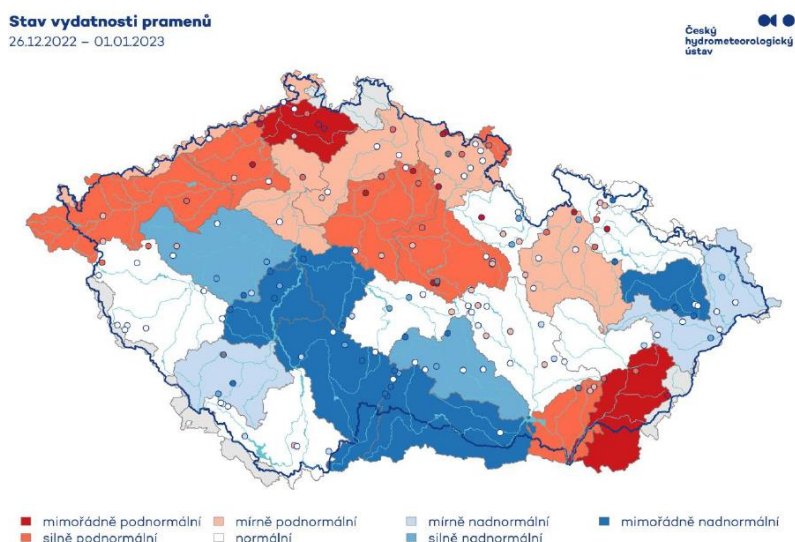 Stav vydatnosti pramenů
26.12.2022 – 01.01.2023
Český
hydrometeorologický
ústav
mimořádně podnormální
mírně podnormální
mírně nadnormální
mimořádně nadnormální
silně podnormální
normální
silně nadnormální